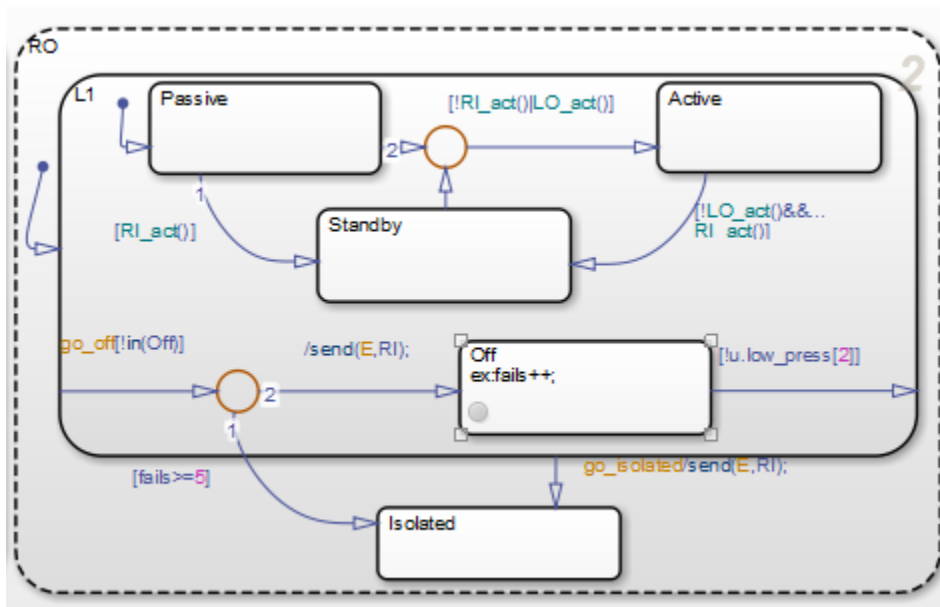 RO
2
L1
Passive
[!RI_act()|LO_act()]
Active
2
1
[RI_act()]
Standby
[!LO_act()&&...
RI_act()]
go_off[!in(Off)]
/send(E,RI);
Off
ex:fails++;
[!u.low_press[2]]
2
1
[fails>=5]
go_isolated/send(E,RI);
Isolated